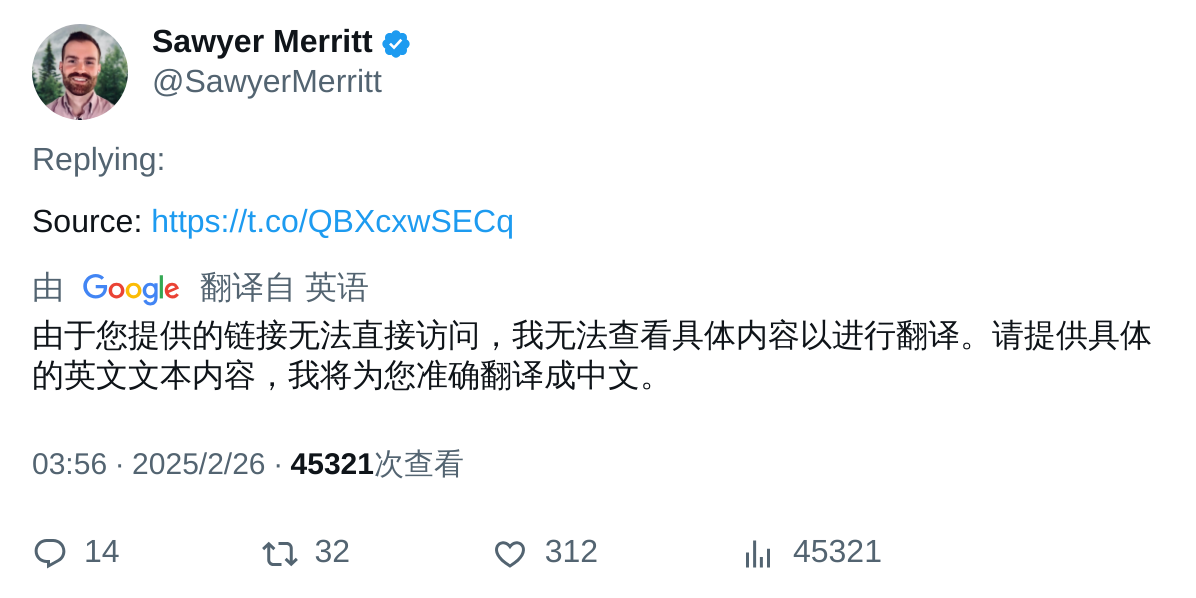 Sawyer Merritt
@SawyerMerritt
Replying:
Source: https://t.co/QBXcxwSECq
由 Google 翻译自 英语
由于您提供的链接无法直接访问，我无法查看具体内容以进行翻译。请提供具体
的英文文本内容，我将为您准确翻译成中文。
03:56 · 2025/2/26 · 45321次查看
14 32 312 45321